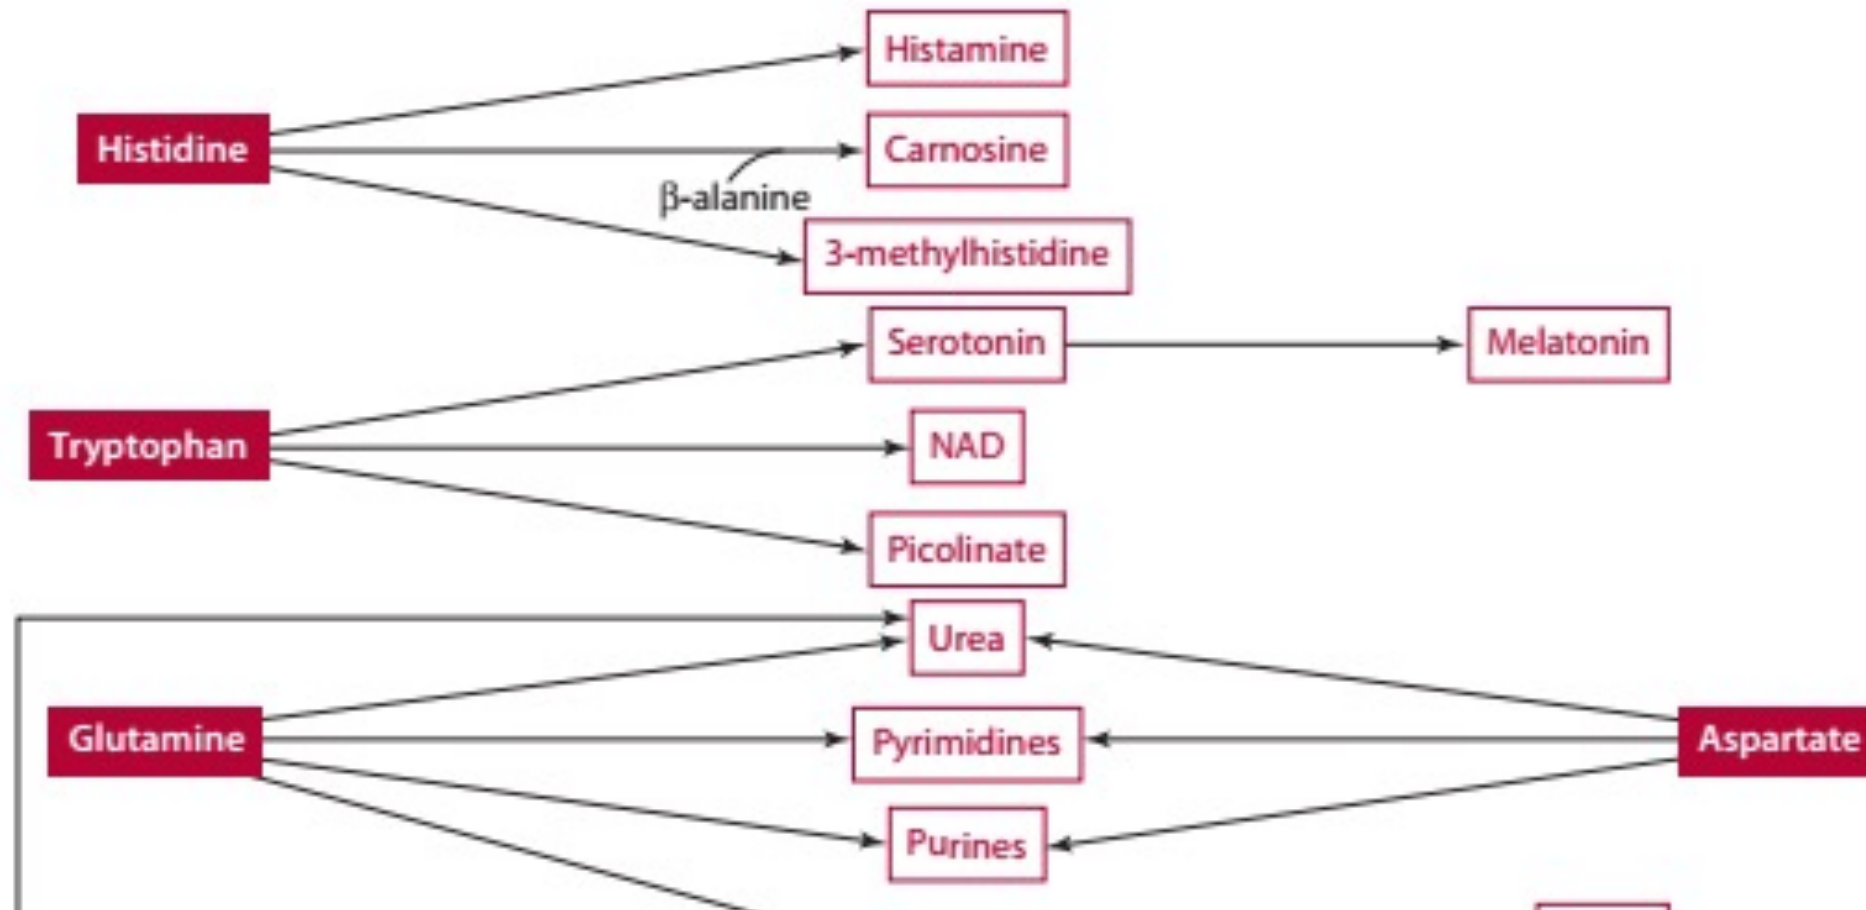 Histamine
Histidine
Carnosine
β-alanine
3-methylhistidine
Serotonin
Melatonin
Tryptophan
NAD
Picolinate
Urea
Glutamine
Pyrimidines
Aspartate
Purines